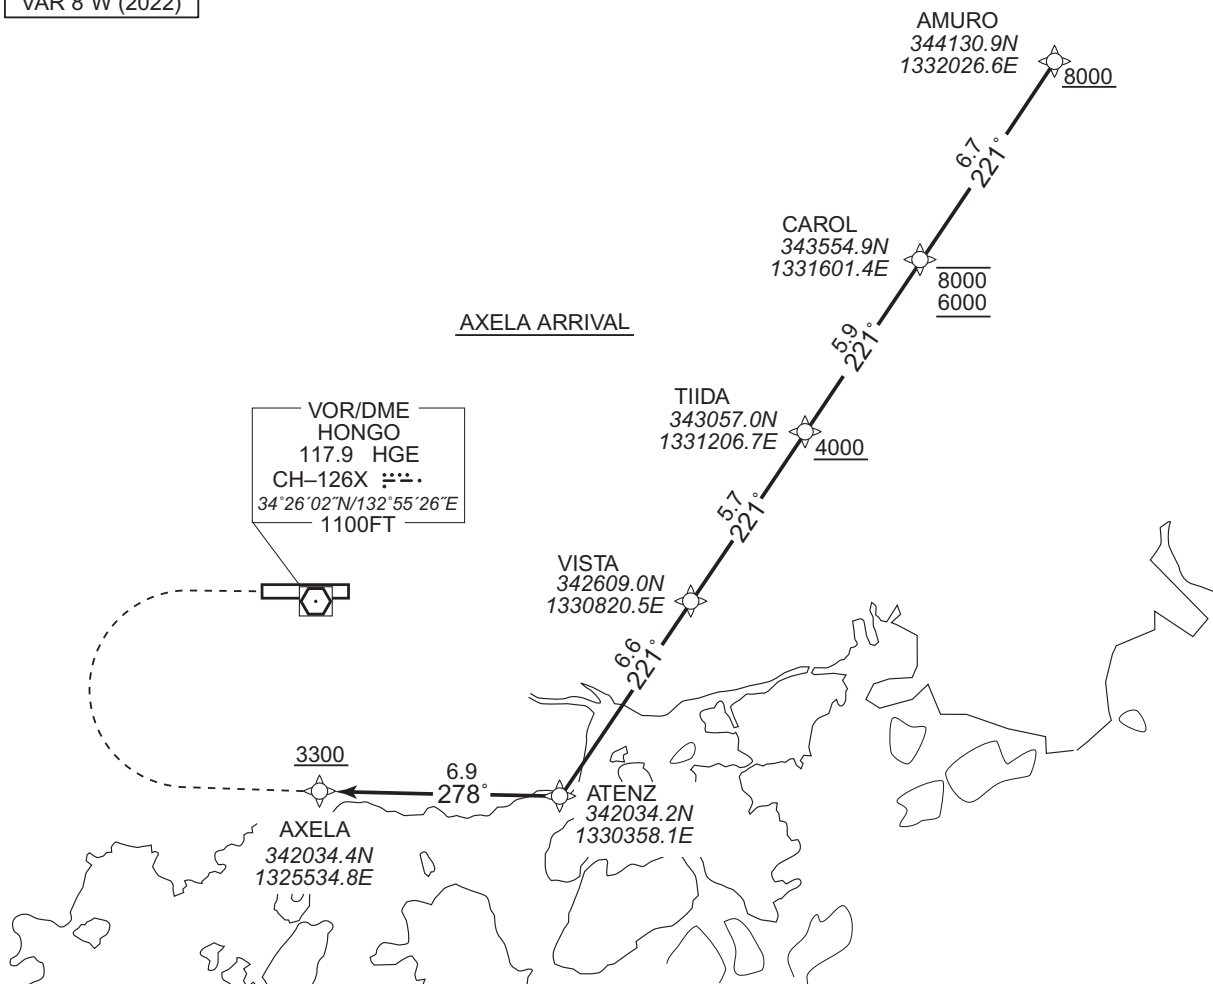 VAR 8°W (2022)
AMURO
344130.9N
1332026.6E
8000
6.7
221°
CAROL
343554.9N
1331601.4E
8000
6000
AXELA ARRIVAL
5.9
221°
TIIDA
343057.0N
1331206.7E
4000
VOR/DME
HONGO
117.9 HGE
CH–126X
34°26´02˝N/132°55´26˝E
1100FT
5.7
221°
VISTA
342609.0N
1330820.5E
6.6
221°
3300
6.9
278°
ATENZ
342034.2N
1330358.1E
AXELA
342034.4N
1325534.8E